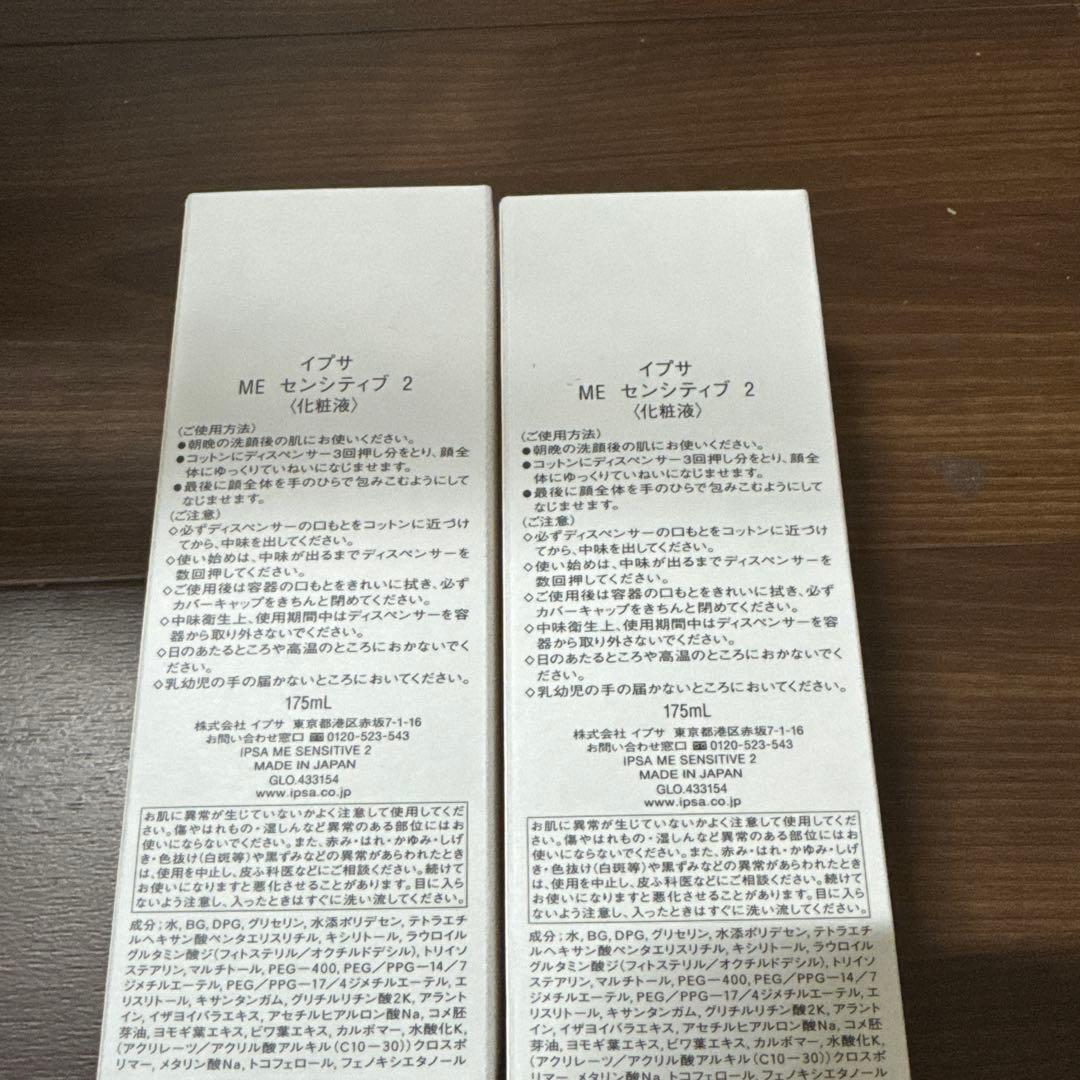 イプサ
ME センシティブ 2
〈化粧液〉
〈ご使用方法〉
●朝晩の洗顔後の肌にお使いください。
●コットンにディスペンサー3回押し分をとり、顔全
体にゆっくりていねいになじませます。
●最後に顔全体を手のひらで包みこむようにして
なじませます。
〈ご注意〉
◇必ずディスペンサーの口もとをコットンに近づけ
てから、中味を出してください。
◇使い始めは、中味が出るまでディスペンサーを
数回押してください。
◇ご使用後は容器の口もとをきれいに拭き、必ず
カバーキャップをきちんと閉めてください。
◇中味衛生上、使用期間中はディスペンサーを容
器から取り外さないでください。
◇日のあたるところや高温のところにおかないでく
ださい。
◇乳幼児の手の届かないところにおいてください。
175mL
株式会社 イプサ 東京都港区赤坂7-1-16
お問い合わせ窓口 0120-523-543
IPSA ME SENSITIVE 2
MADE IN JAPAN
GLO.433154
www.ipsa.co.jp
お肌に異常が生じていないかよく注意して使用してくだ
さい。傷やはれもの・湿しんなど異常のある部位にはお
使いにならないでください。また、赤み・はれ・かゆみ・しげ
き・色抜け(白斑等)や黒ずみなどの異常があらわれたとき
は、使用を中止し、皮ふ科医などにご相談ください。続けて
お使いになりますと悪化させることがあります。目に入ら
ないよう注意し、入ったときはすぐに洗い流してください。
成分:水,BG,DPG,グリセリン,水添ポリデセン,テトラエチ
ルヘキサン酸ペンタエリスリチル,キシリトール,ラウロイル
グルタミン酸ジ(フィトステリル/オクチルドデシル),トリイソ
ステアリン,マルチトール,PEG-400,PEG/PPG-14/7
ジメチルエーテル,PEG/PPG-17/4ジメチルエーテル,エ
リスリトール,キサンタンガム,グリチルリチン酸2K,アラント
イン,イザヨイバラエキス,アセチルヒアルロン酸Na,コメ胚
芽油,ヨモギ葉エキス,ビワ葉エキス,カルボマー,水酸化K,
(アクリレーツ/アクリル酸アルキル(C10-30))クロスポ
リマー,メタリン酸Na,トコフェロール,フェノキシエタノール
イプサ
ME センシティブ 2
〈化粧液〉
〈ご使用方法〉
●朝晩の洗顔後の肌にお使いください。
●コットンにディスペンサー3回押し分をとり、顔全
体にゆっくりていねいになじませます。
●最後に顔全体を手のひらで包みこむようにして
なじませます。
〈ご注意〉
◇必ずディスペンサーの口もとをコットンに近づけ
てから、中味を出してください。
◇使い始めは、中味が出るまでディスペンサーを
数回押してください。
◇ご使用後は容器の口もとをきれいに拭き、必ず
カバーキャップをきちんと閉めてください。
◇中味衛生上、使用期間中はディスペンサーを容
器から取り外さないでください。
◇日のあたるところや高温のところにおかないでく
ださい。
◇乳幼児の手の届かないところにおいてください。
175mL
株式会社 イプサ 東京都港区赤坂7-1-16
お問い合わせ窓口 0120-523-543
IPSA ME SENSITIVE 2
MADE IN JAPAN
GLO.433154
www.ipsa.co.jp
お肌に異常が生じていないかよく注意して使用してくだ
さい。傷やはれもの・湿しんなど異常のある部位にはお
使いにならないでください。また、赤み・はれ・かゆみ・しげ
き・色抜け(白斑等)や黒ずみなどの異常があらわれたとき
は、使用を中止し、皮ふ科医などにご相談ください。続けて
お使いになりますと悪化させることがあります。目に入ら
ないよう注意し、入ったときはすぐに洗い流してください。
成分:水,BG,DPG,グリセリン,水添ポリデセン,テトラエチ
ルヘキサン酸ペンタエリスリチル,キシリトール,ラウロイル
グルタミン酸ジ(フィトステリル/オクチルドデシル),トリイソ
ステアリン,マルチトール,PEG-400,PEG/PPG-14/7
ジメチルエーテル,PEG/PPG-17/4ジメチルエーテル,エ
リスリトール,キサンタンガム,グリチルリチン酸2K,アラント
イン,イザヨイバラエキス,アセチルヒアルロン酸Na,コメ胚
芽油,ヨモギ葉エキス,ビワ葉エキス,カルボマー,水酸化K,
(アクリレーツ/アクリル酸アルキル(C10-30))クロスポ
リマー,メタリン酸Na,トコフェロール,フェノキシエタノール